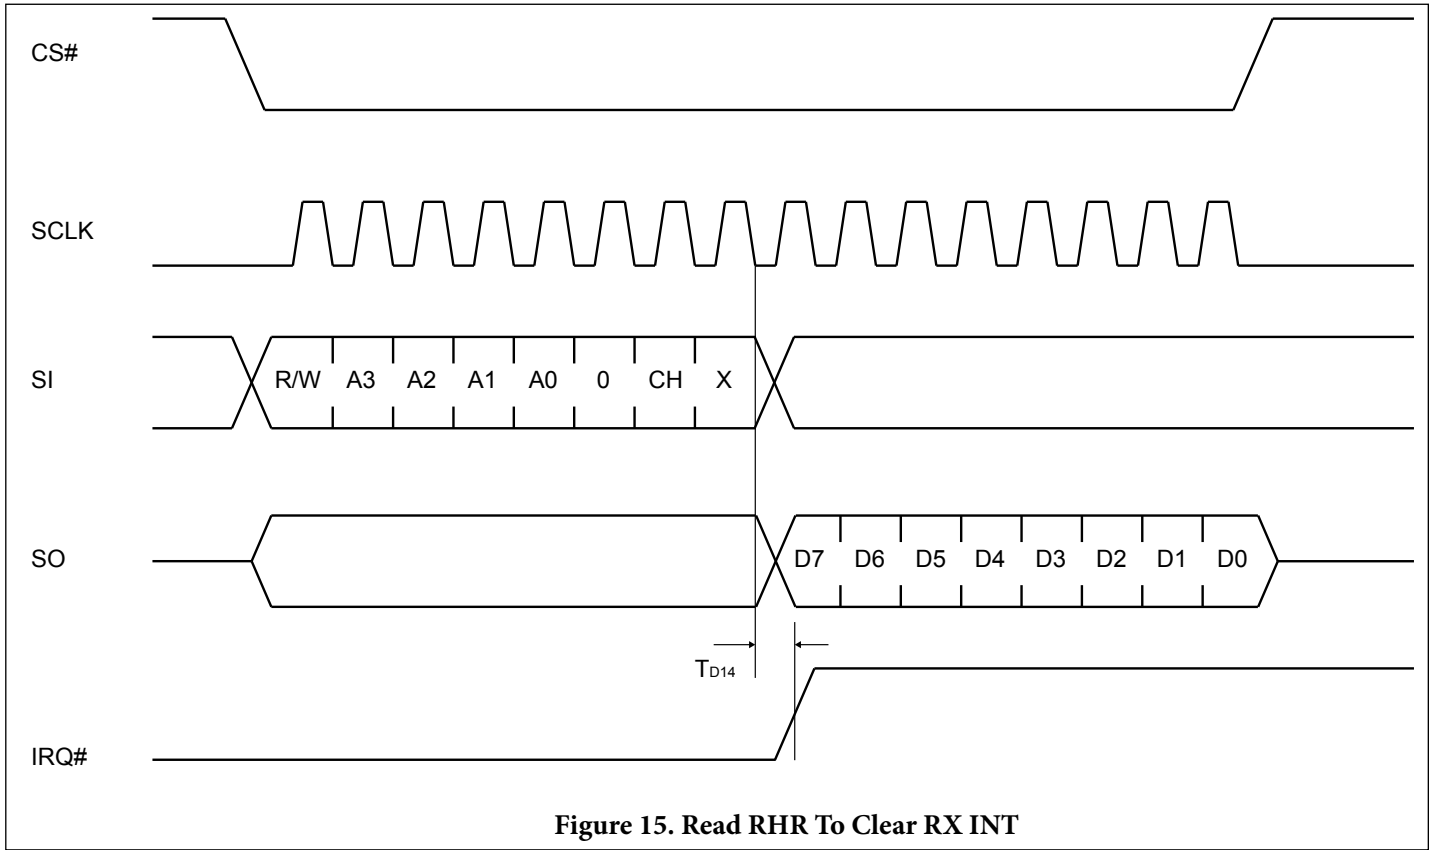 CS#
SCLK
SI R/W A3 A2 A1 A0 0 CH X
SO D7 D6 D5 D4 D3 D2 D1 D0
TD14
IRQ#
Figure 15. Read RHR To Clear RX INT